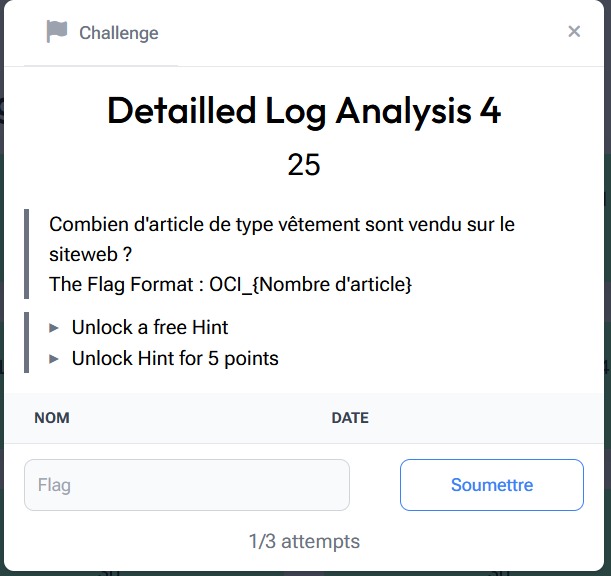 Challenge
×
Detailled Log Analysis 4
25
Combien d'article de type vêtement sont vendu sur le
siteweb ?
The Flag Format : OCI_{Nombre d'article}
▸ Unlock a free Hint
▸ Unlock Hint for 5 points
NOM DATE
Flag Soumettre
1/3 attempts